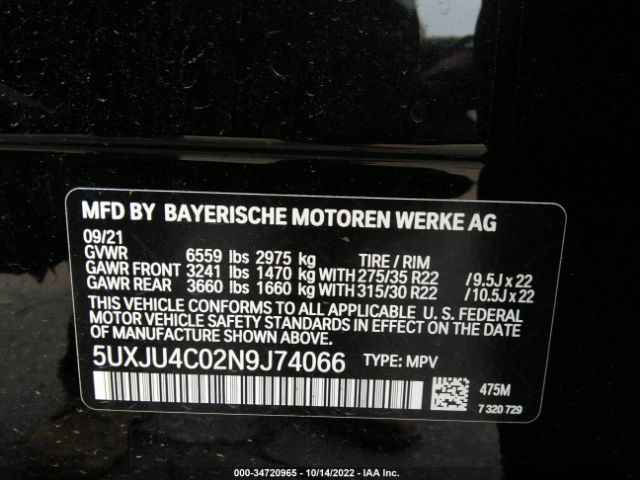 MFD BY BAYERISCHE MOTOREN WERKE AG
09/21
GVWR 6559 lbs 2975 kg TIRE / RIM
GAWR FRONT 3241 lbs 1470 kg WITH 275/35 R22 / 9.5J x 22
GAWR REAR 3660 lbs 1660 kg WITH 315/30 R22 / 10.5J x 22
THIS VEHICLE CONFORMS TO ALL APPLICABLE U. S. FEDERAL
MOTOR VEHICLE SAFETY STANDARDS IN EFFECT ON THE DATE
OF MANUFACTURE SHOWN ABOVE.
5UXJU4C02N9J74066 TYPE: MPV
475M
7 320 729
000-34720965 - 10/14/2022 - IAA Inc.